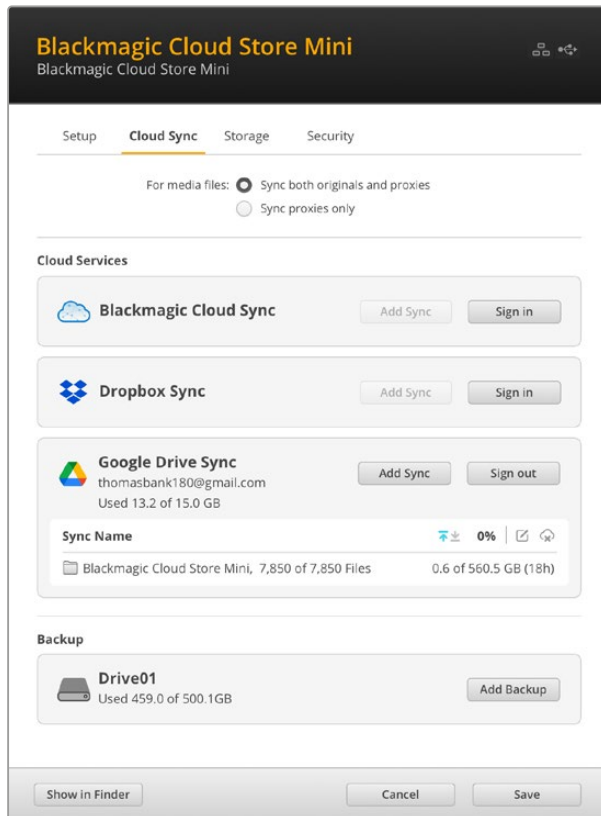 Blackmagic Cloud Store Mini
Blackmagic Cloud Store Mini
Setup Cloud Sync Storage Security
For media files: Sync both originals and proxies
Sync proxies only
Cloud Services
Blackmagic Cloud Sync Add Sync Sign in
Dropbox Sync Add Sync Sign in
Google Drive Sync Add Sync Sign out
thomasbank180@gmail.com
Used 13.2 of 15.0 GB
Sync Name 0%
Blackmagic Cloud Store Mini, 7,850 of 7,850 Files 0.6 of 560.5 GB (18h)
Backup
Drive01 Add Backup
Used 459.0 of 500.1GB
Show in Finder Cancel Save